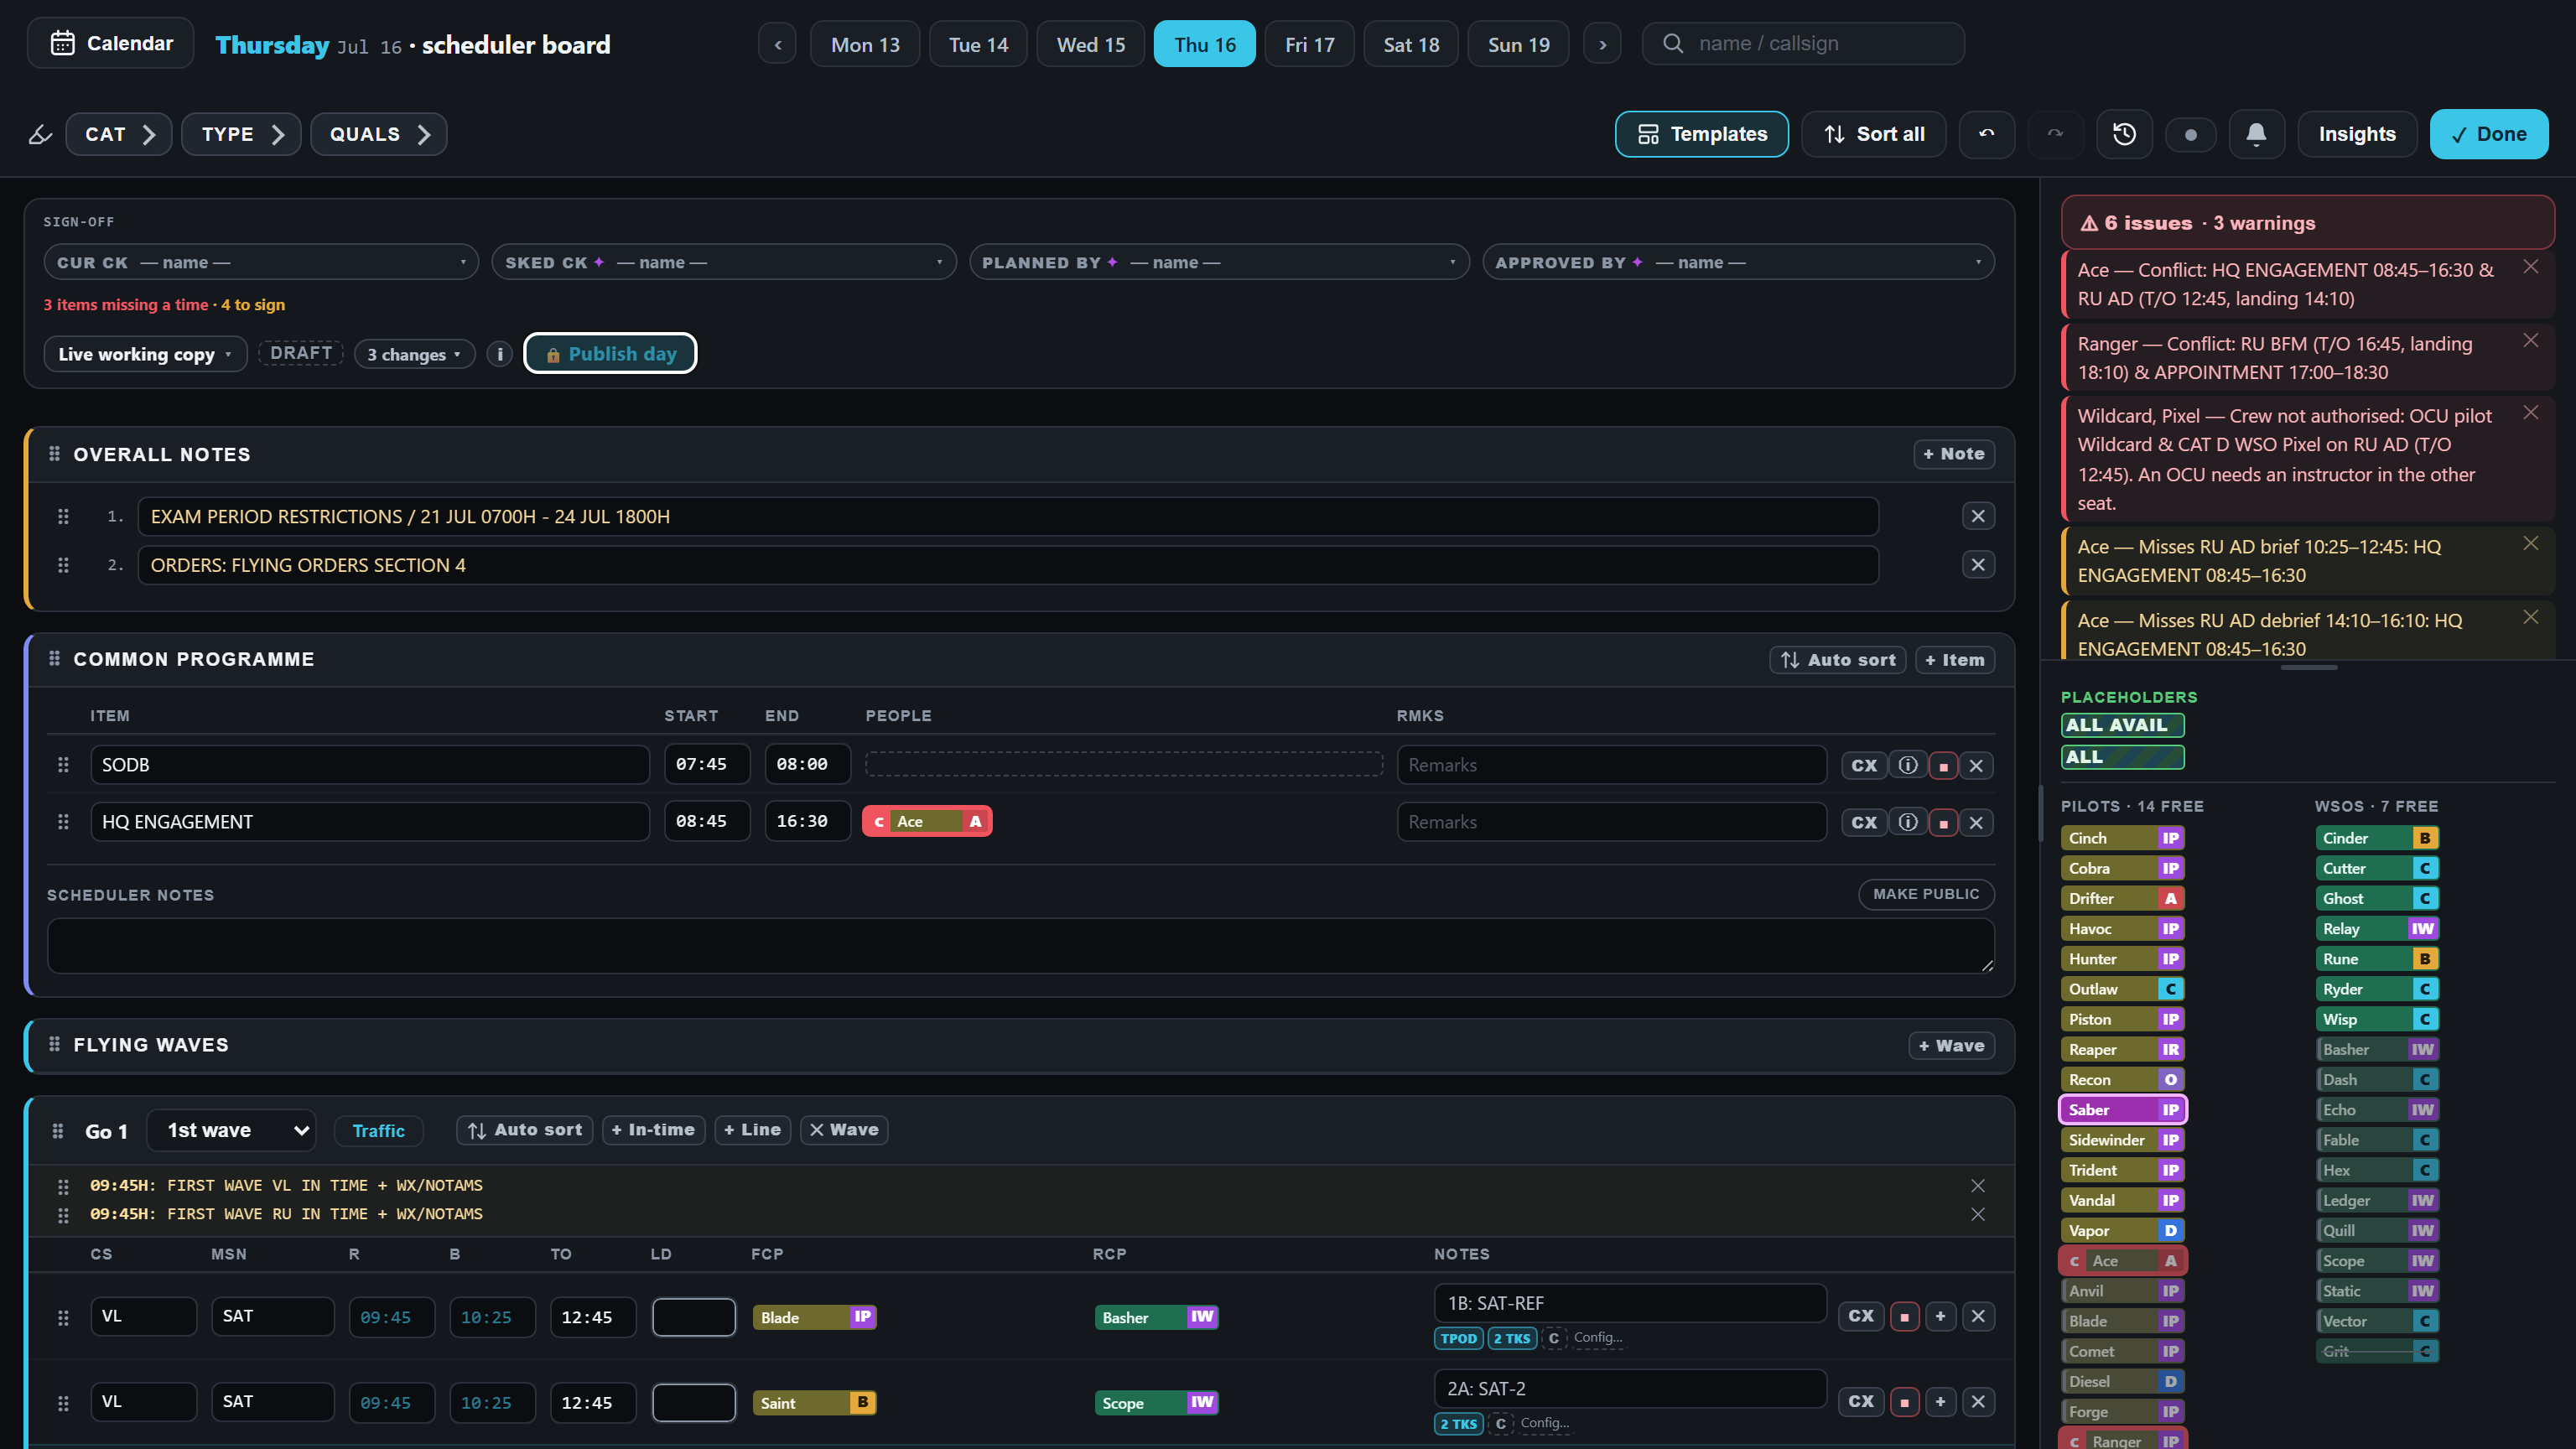 Calendar Thursday Jul 16 · scheduler board ‹ Mon 13 Tue 14 Wed 15 Thu 16 Fri 17 Sat 18 Sun 19 › name / callsign
CAT TYPE QUALS Templates Sort all Insights ✓ Done
SIGN-OFF
CUR CK — name — SKED CK ✦ — name — PLANNED BY ✦ — name — APPROVED BY ✦ — name —
3 items missing a time · 4 to sign
Live working copy DRAFT 3 changes i Publish day
OVERALL NOTES + Note
1. EXAM PERIOD RESTRICTIONS / 21 JUL 0700H - 24 JUL 1800H
2. ORDERS: FLYING ORDERS SECTION 4
COMMON PROGRAMME Auto sort + Item
ITEM START END PEOPLE RMKS
SODB 07:45 08:00 Remarks CX
HQ ENGAGEMENT 08:45 16:30 c Ace A Remarks CX
SCHEDULER NOTES MAKE PUBLIC
FLYING WAVES + Wave
Go 1 1st wave Traffic Auto sort + In-time + Line ✕ Wave
09:45H: FIRST WAVE VL IN TIME + WX/NOTAMS
09:45H: FIRST WAVE RU IN TIME + WX/NOTAMS
CS MSN R B TO LD FCP RCP NOTES
VL SAT 09:45 10:25 12:45 Blade IP Basher IW 1B: SAT-REF CX
TPOD 2 TKS C Config...
VL SAT 09:45 10:25 12:45 Saint B Scope IW 2A: SAT-2 CX
2 TKS C Config...
⚠ 6 issues · 3 warnings
Ace — Conflict: HQ ENGAGEMENT 08:45–16:30 &
RU AD (T/O 12:45, landing 14:10)
Ranger — Conflict: RU BFM (T/O 16:45, landing
18:10) & APPOINTMENT 17:00–18:30
Wildcard, Pixel — Crew not authorised: OCU pilot
Wildcard & CAT D WSO Pixel on RU AD (T/O
12:45). An OCU needs an instructor in the other
seat.
Ace — Misses RU AD brief 10:25–12:45: HQ
ENGAGEMENT 08:45–16:30
Ace — Misses RU AD debrief 14:10–16:10: HQ
ENGAGEMENT 08:45–16:30
PLACEHOLDERS
ALL AVAIL
ALL
PILOTS · 14 FREE WSOS · 7 FREE
Cinch IP Cinder B
Cobra IP Cutter C
Drifter A Ghost C
Havoc IP Relay IW
Hunter IP Rune B
Outlaw C Ryder C
Piston IP Wisp C
Reaper IR Basher IW
Recon O Dash C
Saber IP Echo IW
Sidewinder IP Fable C
Trident IP Hex C
Vandal IP Ledger IW
Vapor D Quill IW
c Ace A Scope IW
Anvil IP Static IW
Blade IP Vector C
Comet IP Grit C
Diesel D
Forge IP
c Ranger IP